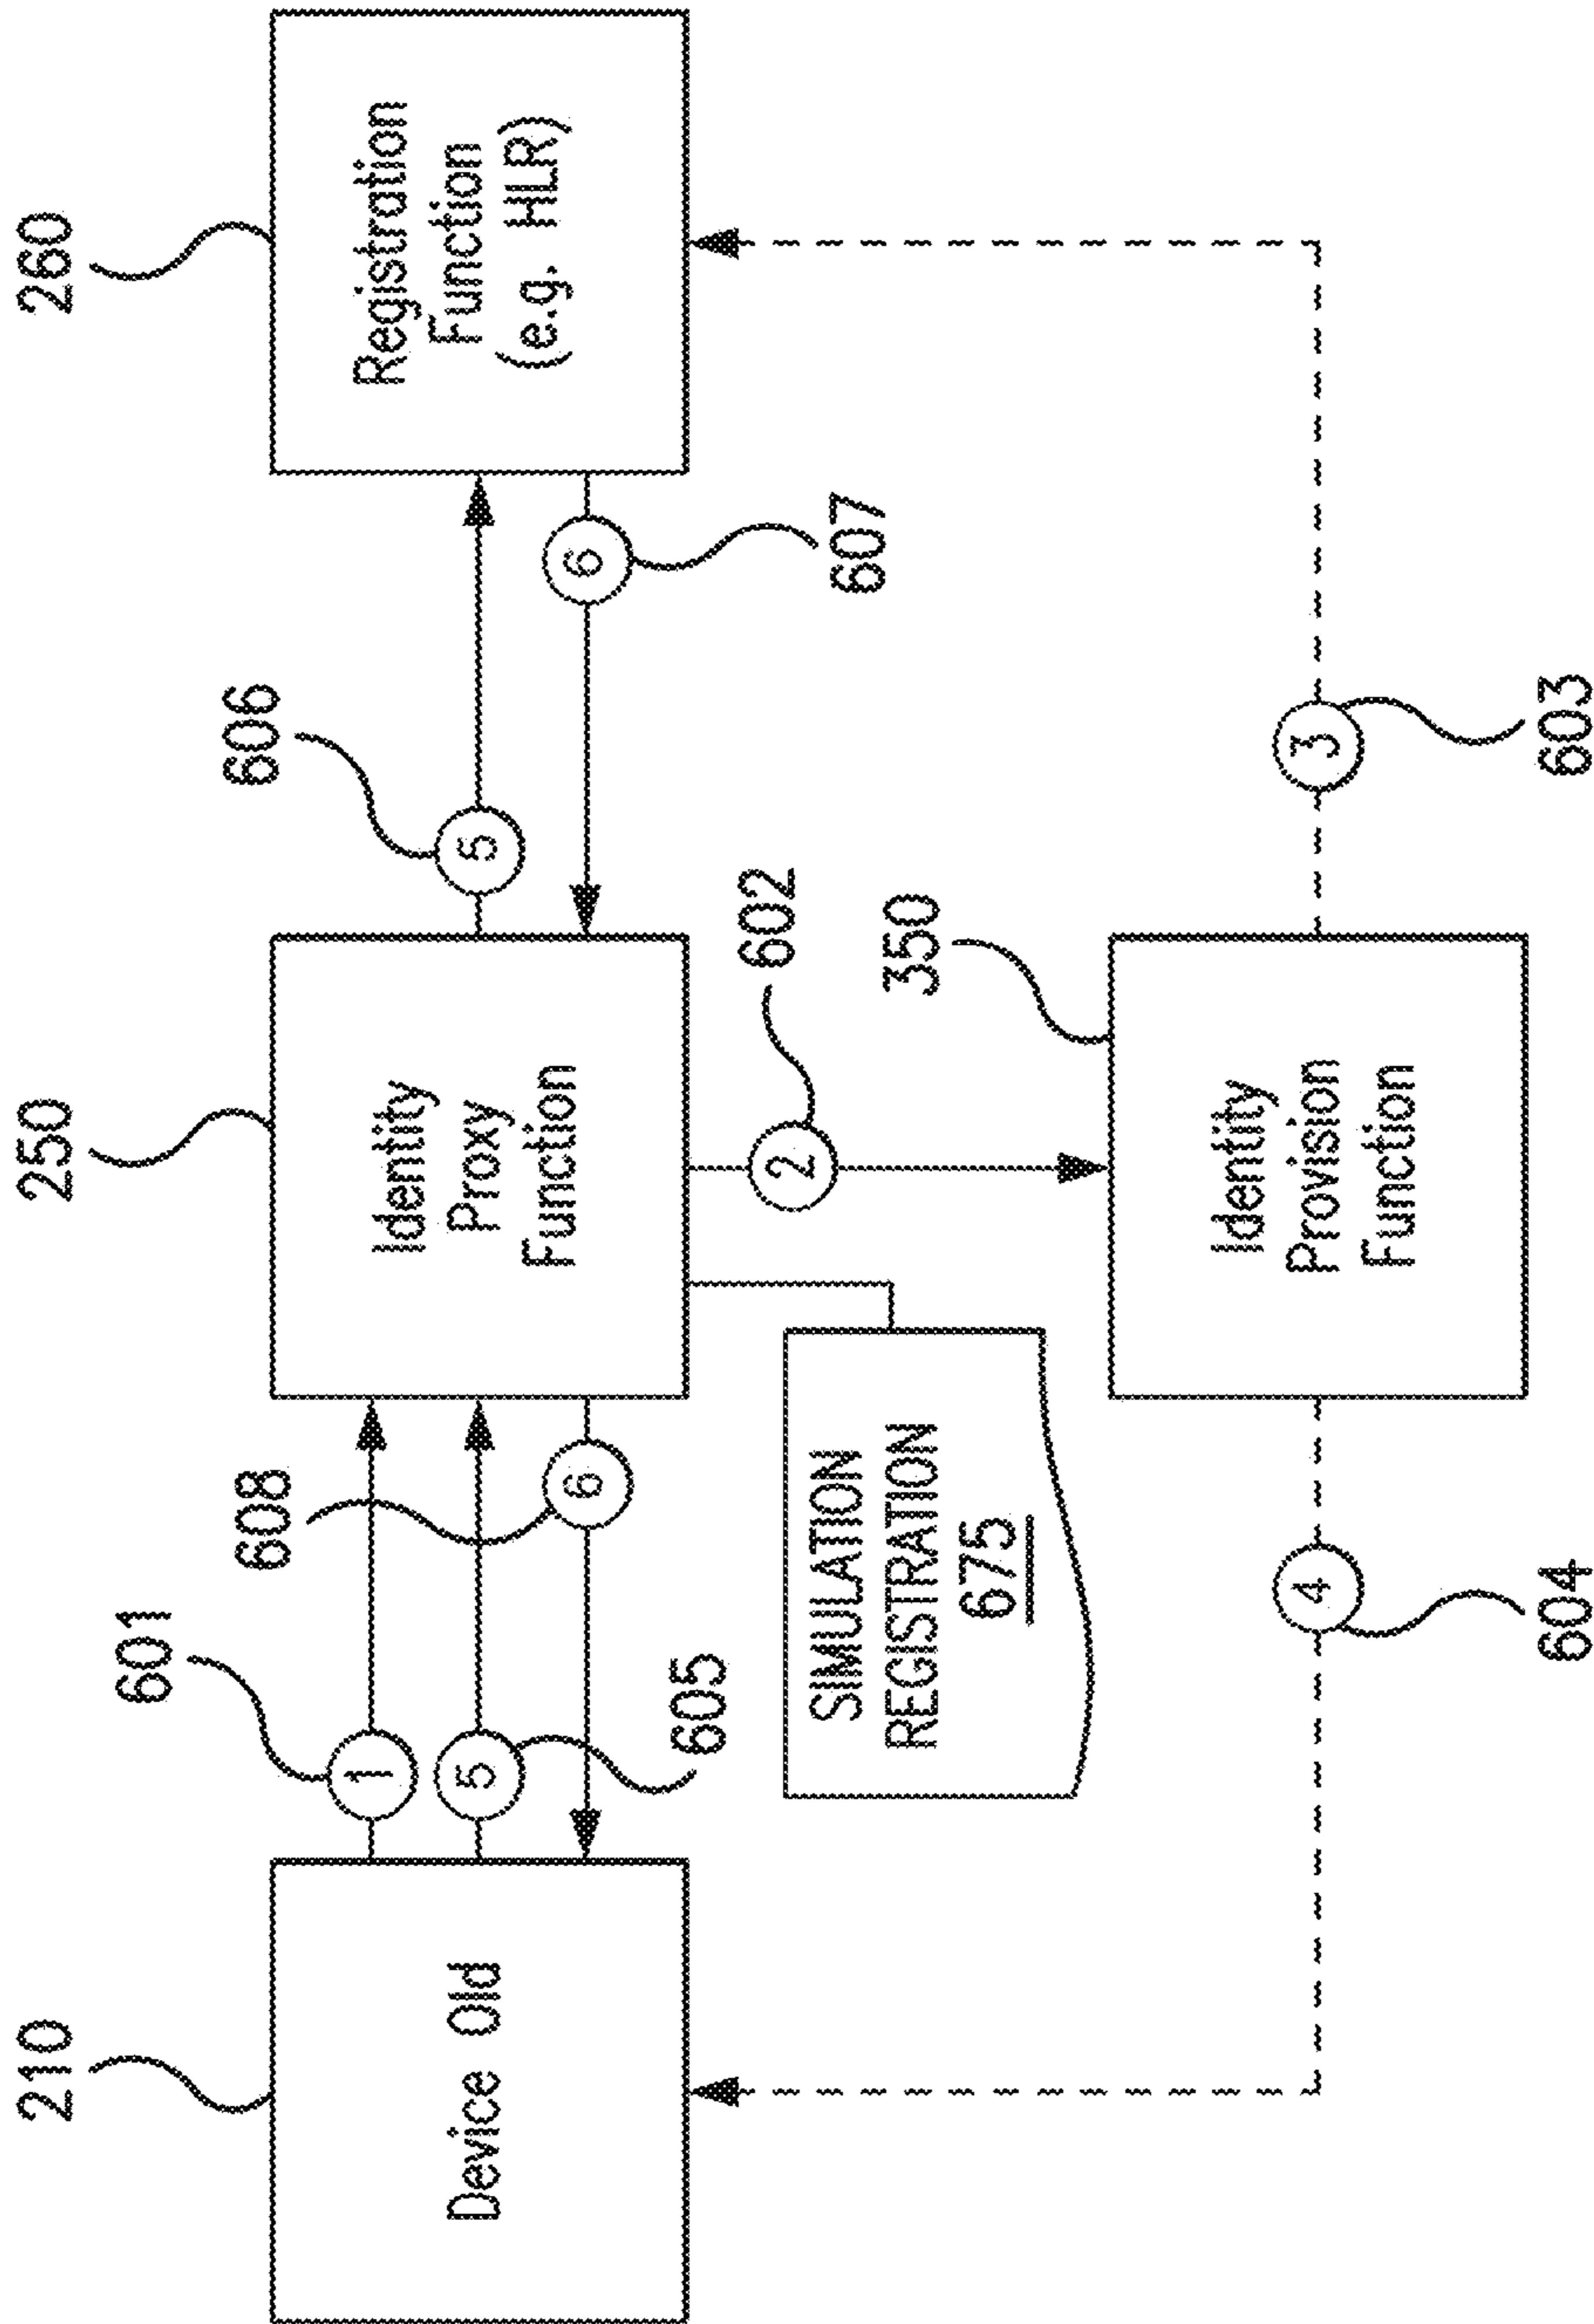 210
250
260
601
608
606
Device Old
1
5
6
605
Identity
Proxy
Function
5
6
607
Registration
Function
(e.g. HLR)
SIMULATION
REGISTRATION
675
2
602
350
Identity
Provision
Function
4
604
3
603